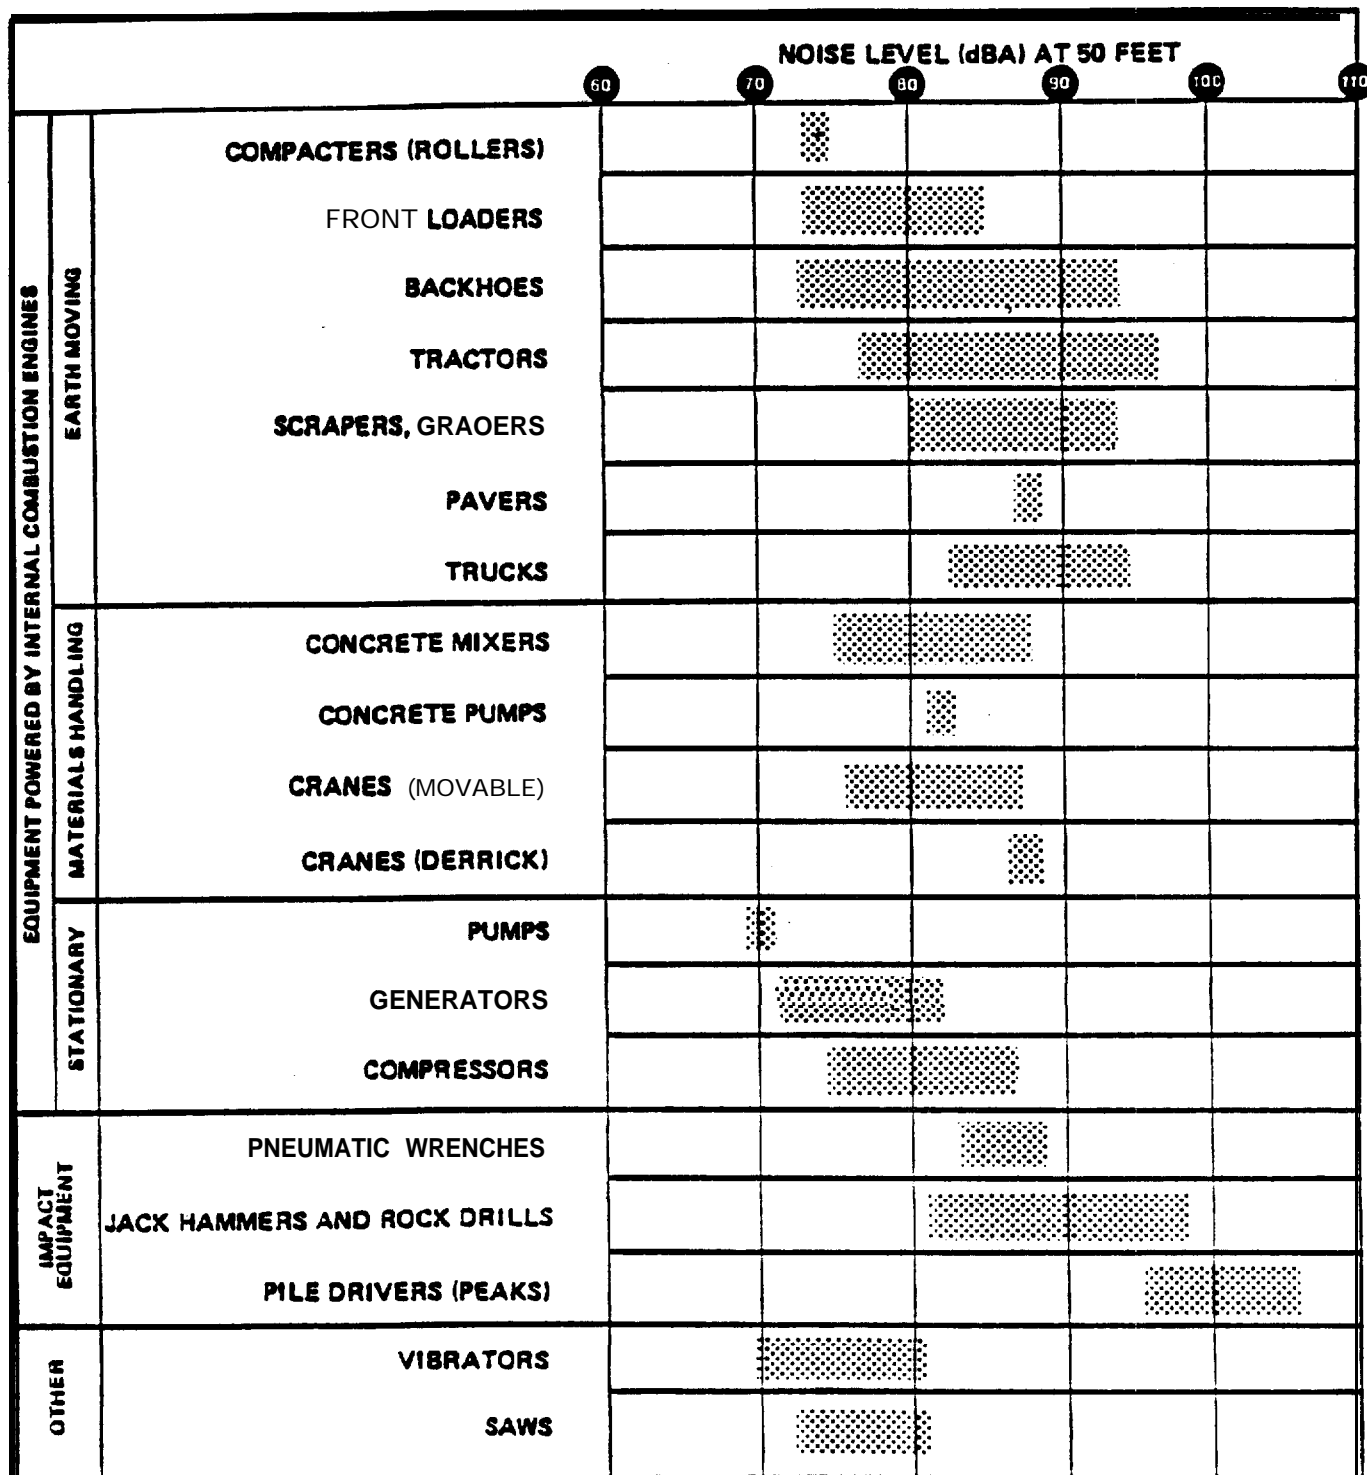 NOISE LEVEL (dBA) AT 50 FEET
60 70 80 90 100 110
EQUIPMENT POWERED BY INTERNAL COMBUSTION ENGINES
EARTH MOVING
COMPACTERS (ROLLERS)
FRONT LOADERS
BACKHOES
TRACTORS
SCRAPERS, GRAOERS
PAVERS
TRUCKS
MATERIALS HANDLING
CONCRETE MIXERS
CONCRETE PUMPS
CRANES (MOVABLE)
CRANES (DERRICK)
STATIONARY
PUMPS
GENERATORS
COMPRESSORS
IMPACT
EQUIPMENT
PNEUMATIC WRENCHES
JACK HAMMERS AND ROCK DRILLS
PILE DRIVERS (PEAKS)
OTHER
VIBRATORS
SAWS